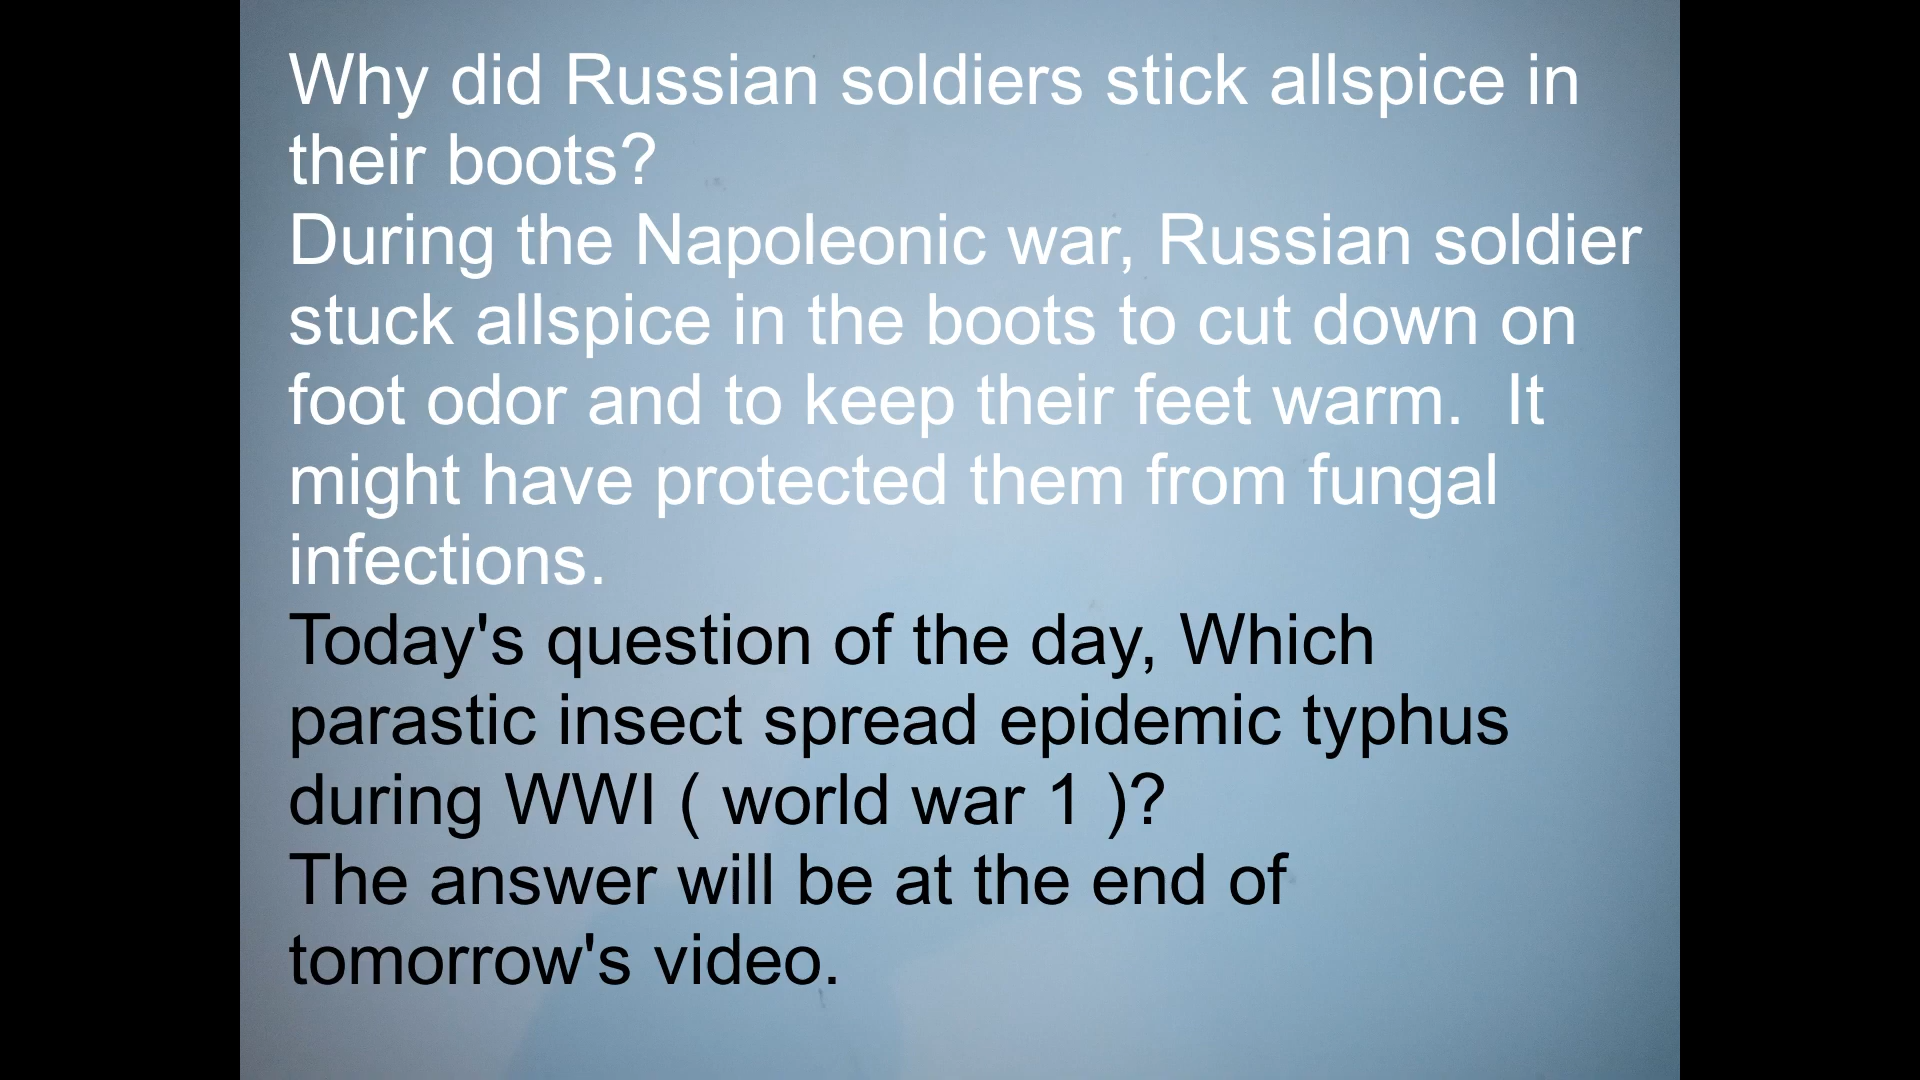 Why did Russian soldiers stick allspice in
their boots?
During the Napoleonic war, Russian soldier
stuck allspice in the boots to cut down on
foot odor and to keep their feet warm.  It
might have protected them from fungal
infections.
Today's question of the day, Which
parastic insect spread epidemic typhus
during WWI ( world war 1 )?
The answer will be at the end of
tomorrow's video.